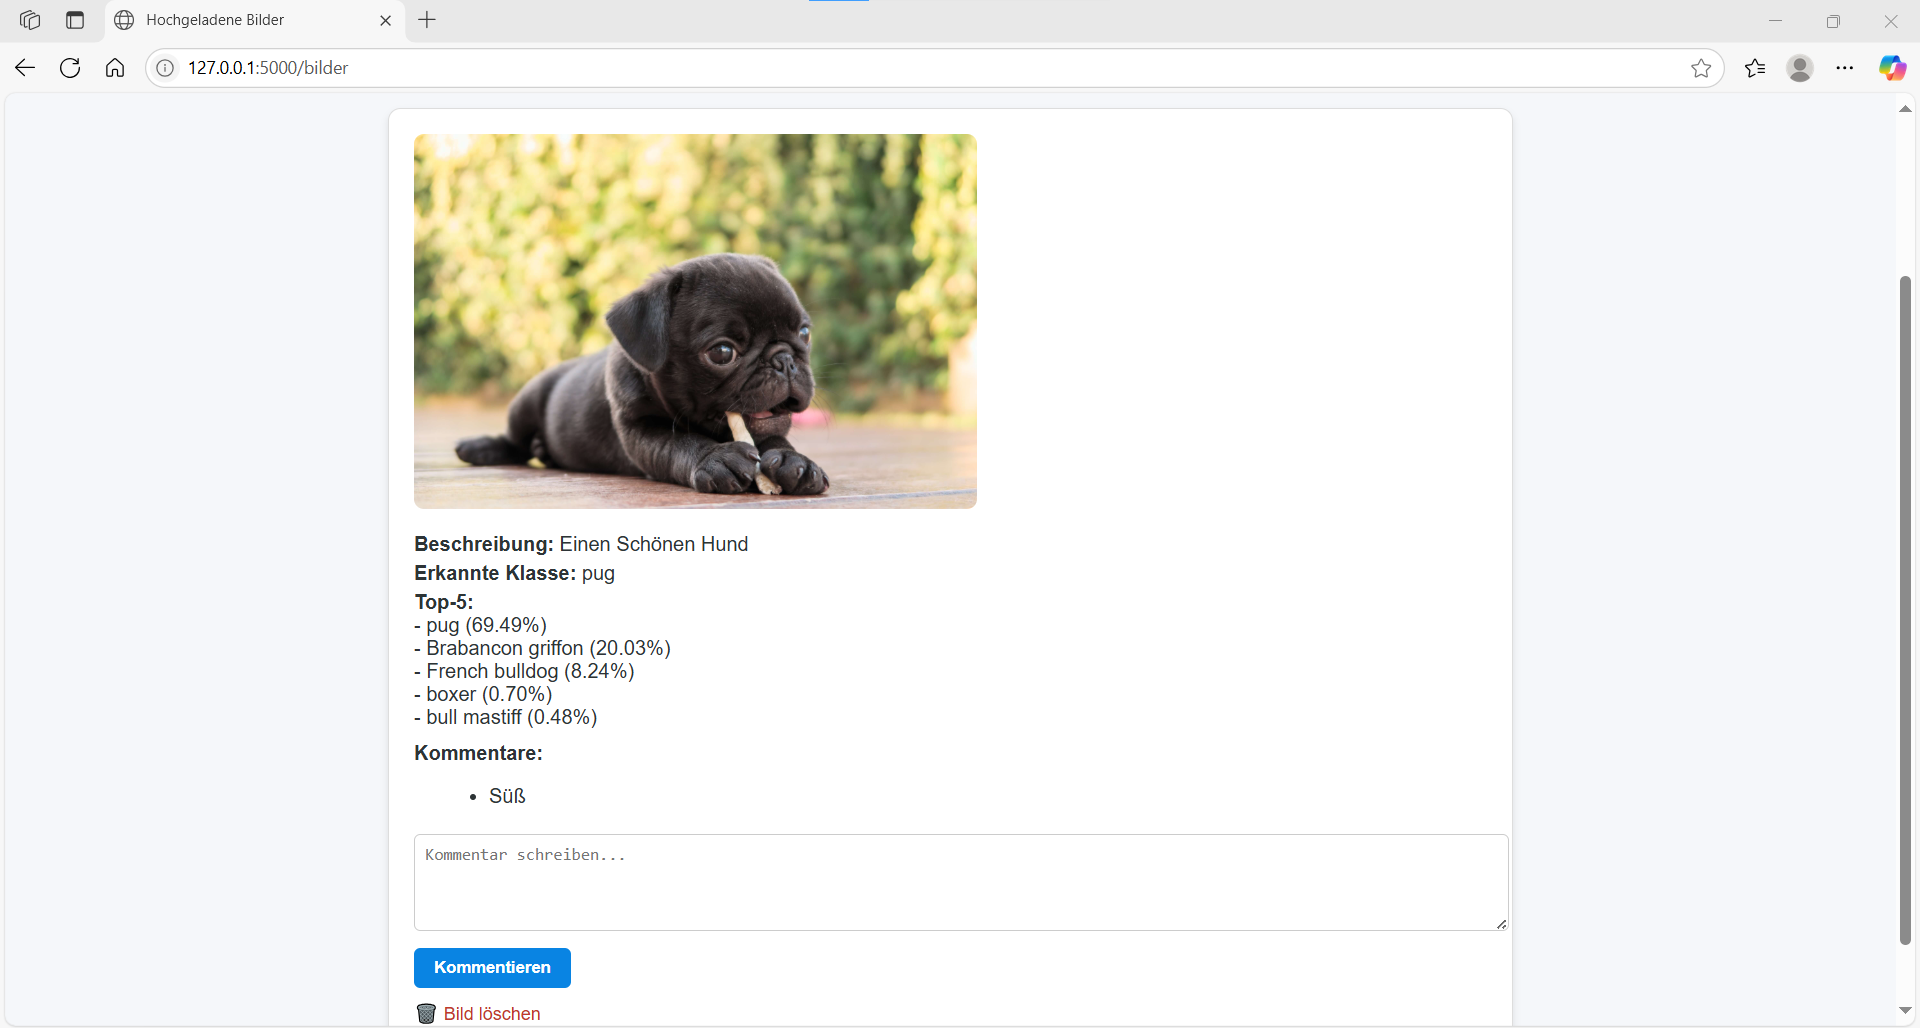 Hochgeladene Bilder
127.0.0.1:5000/bilder
Beschreibung: Einen Schönen Hund
Erkannte Klasse: pug
Top-5:
- pug (69.49%)
- Brabancon griffon (20.03%)
- French bulldog (8.24%)
- boxer (0.70%)
- bull mastiff (0.48%)
Kommentare:
• Süß
Kommentar schreiben...
Kommentieren
Bild löschen